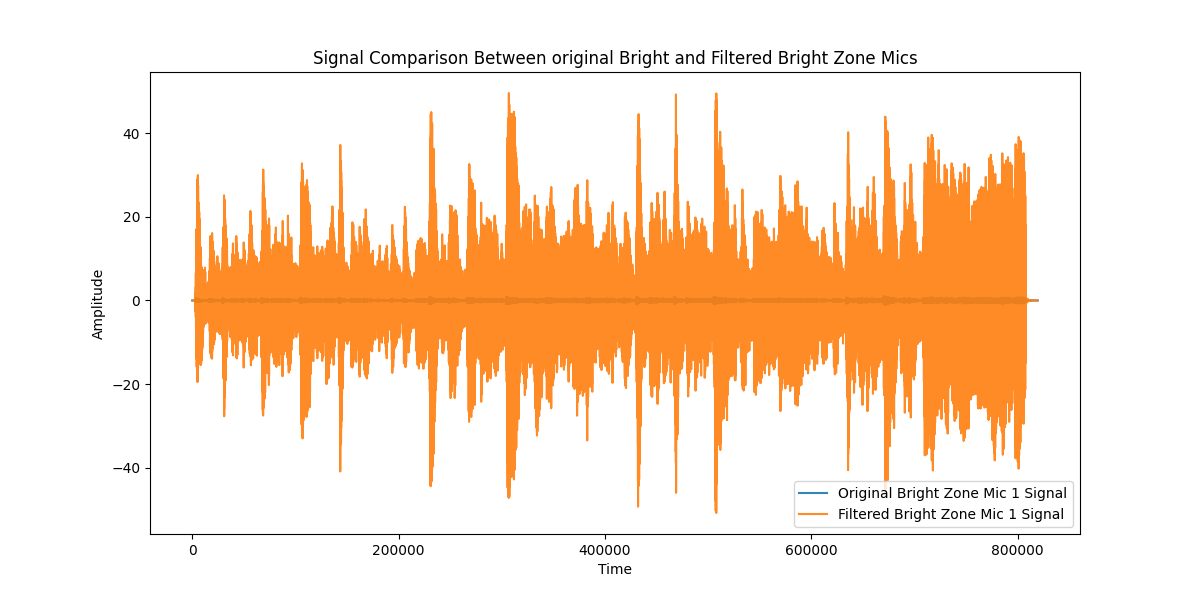 Signal Comparison Between original Bright and Filtered Bright Zone Mics
Amplitude
40
20
0
−20
−40
Original Bright Zone Mic 1 Signal
Filtered Bright Zone Mic 1 Signal
0 200000 400000 600000 800000
Time